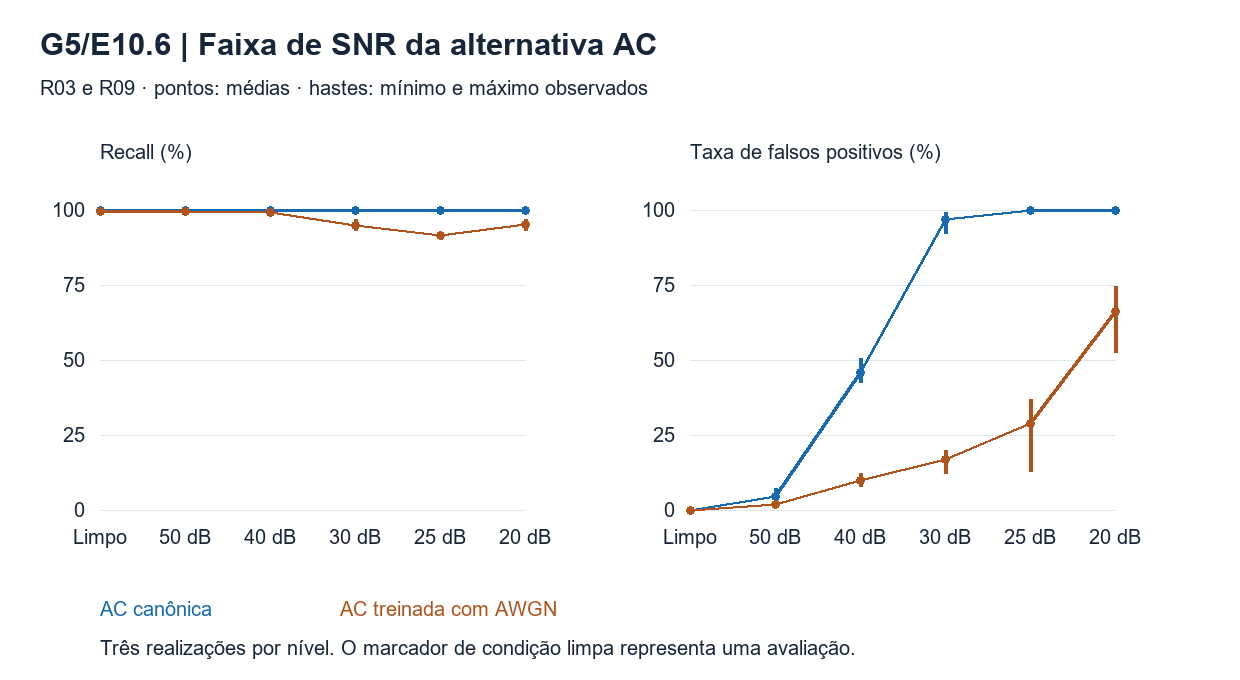 G5/E10.6 | Faixa de SNR da alternativa AC
R03 e R09 · pontos: médias · hastes: mínimo e máximo observados
Recall (%)
100
75
50
25
0
Limpo 50 dB 40 dB 30 dB 25 dB 20 dB
Taxa de falsos positivos (%)
100
75
50
25
0
Limpo 50 dB 40 dB 30 dB 25 dB 20 dB
AC canônica AC treinada com AWGN
Três realizações por nível. O marcador de condição limpa representa uma avaliação.